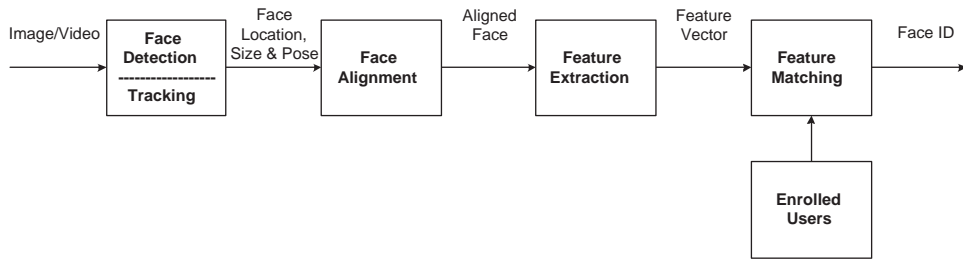 Image/Video
Face
Detection
-------------------
Tracking
Face
Location,
Size & Pose
Face
Alignment
Aligned
Face
Feature
Extraction
Feature
Vector
Feature
Matching
Face ID
Enrolled
Users